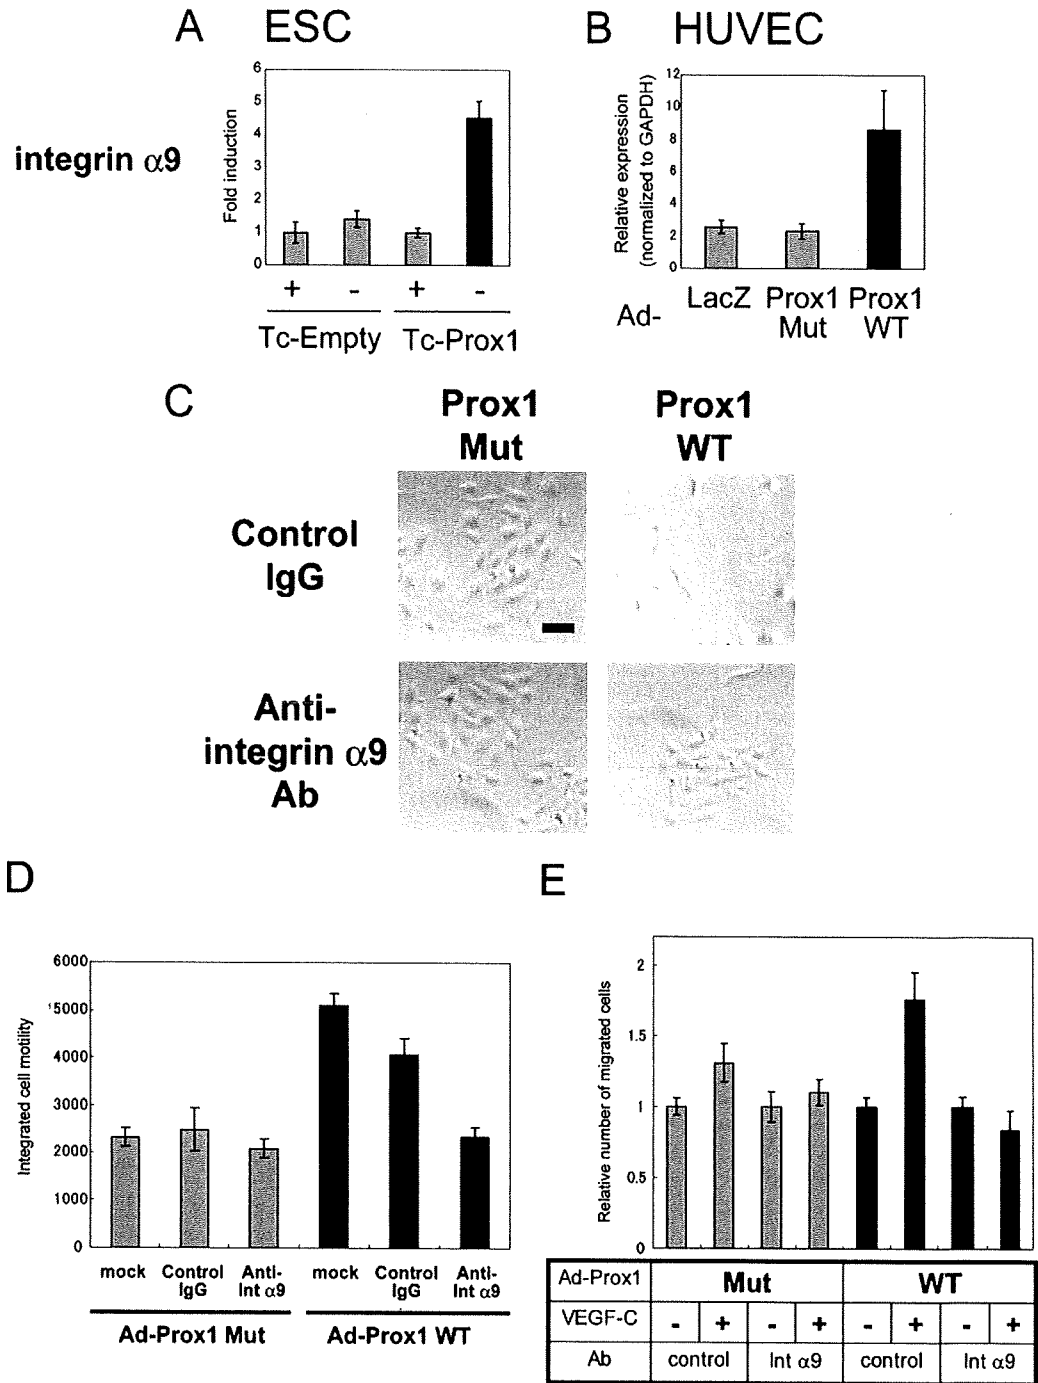 A ESC
B HUVEC
integrin α9
Fold induction
6
5
4
3
2
1
0
+ - + -
Tc-Empty Tc-Prox1
Relative expression
(normalized to GAPDH)
12
10
8
6
4
2
0
Ad-
LacZ Prox1 Prox1
Mut WT
C
Prox1 Prox1
Mut WT
Control
IgG
Anti-
integrin α9
Ab
D
Integrated cell motility
6000
5000
4000
3000
2000
1000
0
mock Control Anti- mock Control Anti-
IgG Int α9 IgG Int α9
Ad-Prox1 Mut Ad-Prox1 WT
E
Relative number of migrated cells
2
1.5
1
0.5
0
Ad-Prox1 Mut WT
VEGF-C - + - + - + - +
Ab control Int α9 control Int α9